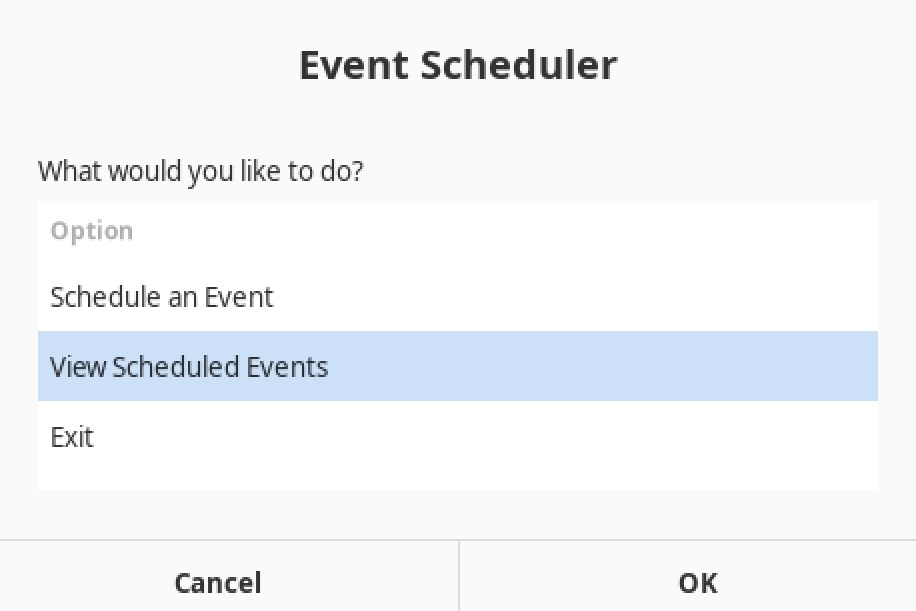 Event Scheduler
What would you like to do?
Option
Schedule an Event
View Scheduled Events
Exit
Cancel
OK